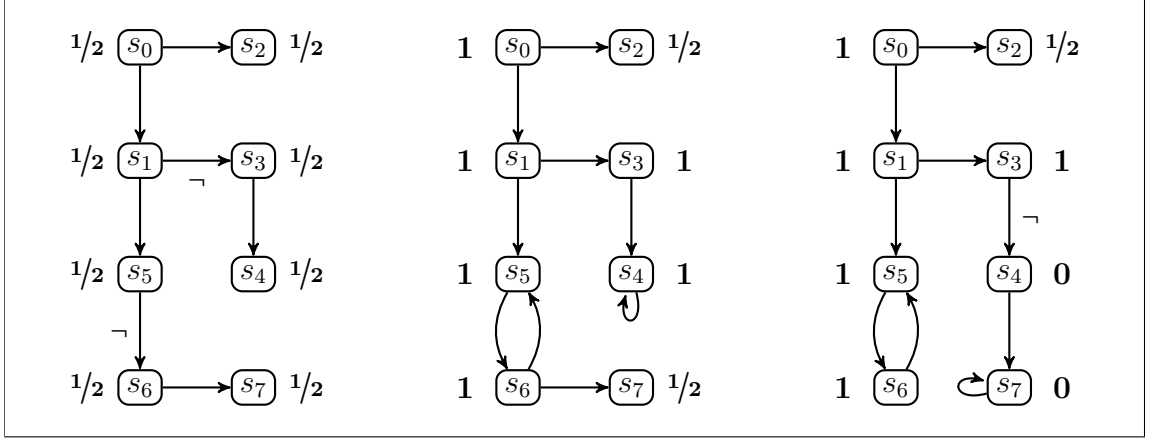 1/2 s0 s2 1/2 1 s0 s2 1/2 1 s0 s2 1/2
1/2 s1 s3 1/2 1 s1 s3 1 1 s1 s3 1
¬
¬
1/2 s5 s4 1/2 1 s5 s4 1 1 s5 s4 0
¬
1/2 s6 s7 1/2 1 s6 s7 1/2 1 s6 s7 0